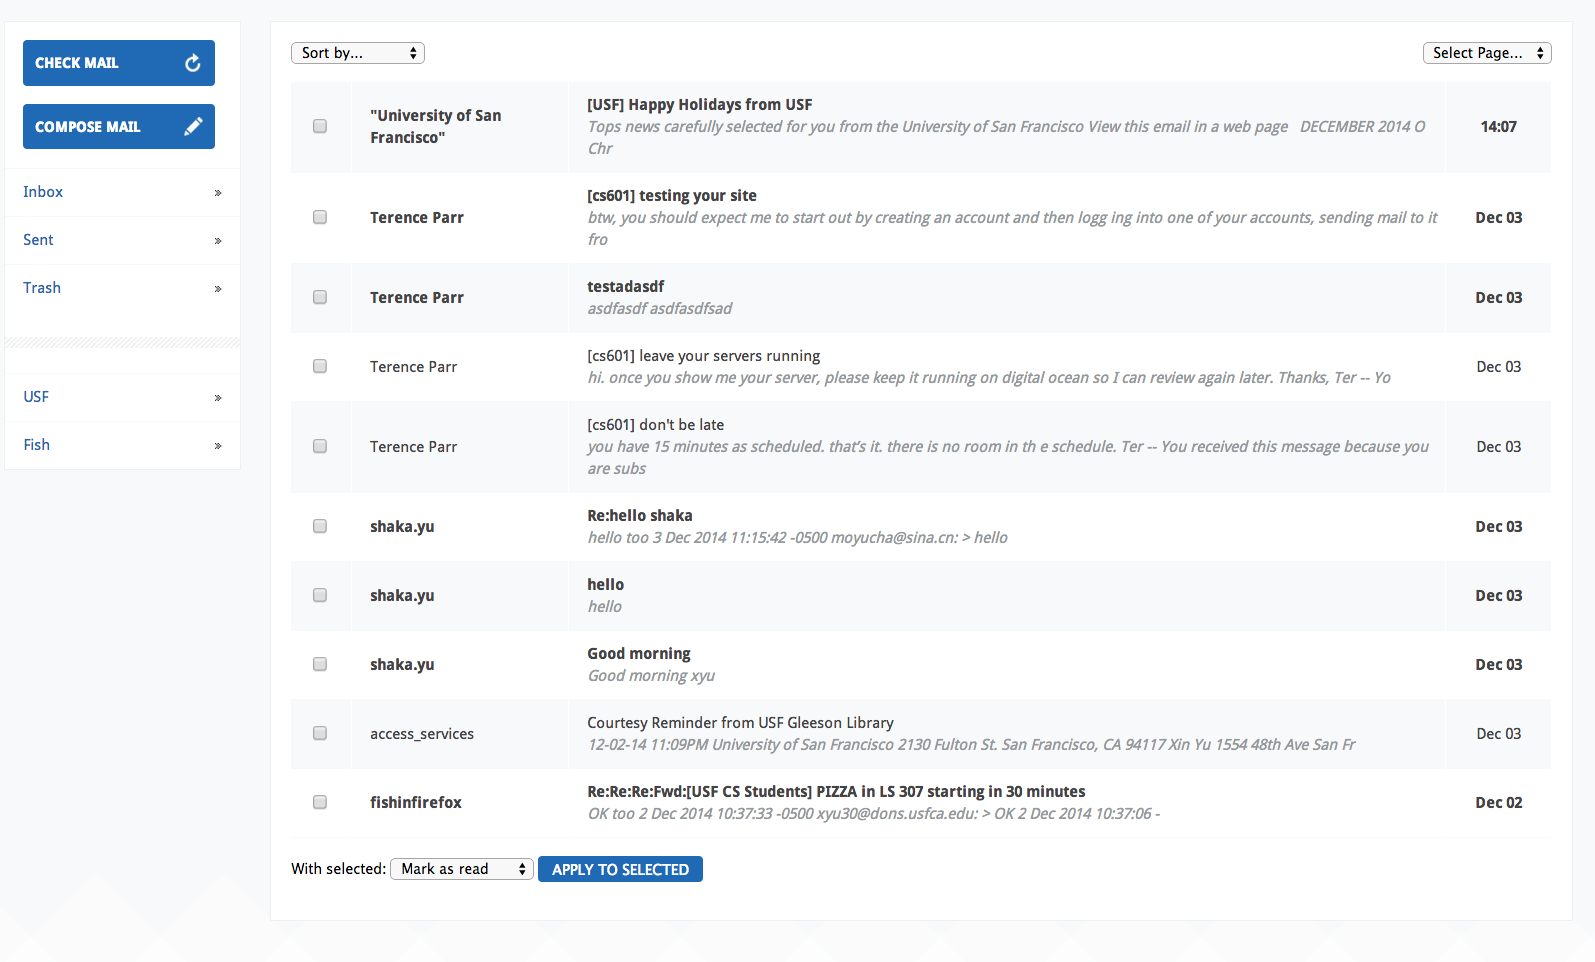 CHECK MAIL
COMPOSE MAIL
Inbox »
Sent »
Trash »
USF »
Fish »
Sort by...
Select Page...
"University of San
Francisco"
[USF] Happy Holidays from USF
Tops news carefully selected for you from the University of San Francisco View this email in a web page   DECEMBER 2014 O
Chr
14:07
Terence Parr
[cs601] testing your site
btw, you should expect me to start out by creating an account and then logg ing into one of your accounts, sending mail to it
fro
Dec 03
Terence Parr
testadasdf
asdfasdf asdfasdfsad
Dec 03
Terence Parr
[cs601] leave your servers running
hi. once you show me your server, please keep it running on digital ocean so I can review again later. Thanks, Ter -- Yo
Dec 03
Terence Parr
[cs601] don't be late
you have 15 minutes as scheduled. that’s it. there is no room in th e schedule. Ter -- You received this message because you
are subs
Dec 03
shaka.yu
Re:hello shaka
hello too 3 Dec 2014 11:15:42 -0500 moyucha@sina.cn: > hello
Dec 03
shaka.yu
hello
hello
Dec 03
shaka.yu
Good morning
Good morning xyu
Dec 03
access_services
Courtesy Reminder from USF Gleeson Library
12-02-14 11:09PM University of San Francisco 2130 Fulton St. San Francisco, CA 94117 Xin Yu 1554 48th Ave San Fr
Dec 03
fishinfirefox
Re:Re:Re:Fwd:[USF CS Students] PIZZA in LS 307 starting in 30 minutes
OK too 2 Dec 2014 10:37:33 -0500 xyu30@dons.usfca.edu: > OK 2 Dec 2014 10:37:06 -
Dec 02
With selected: Mark as read APPLY TO SELECTED